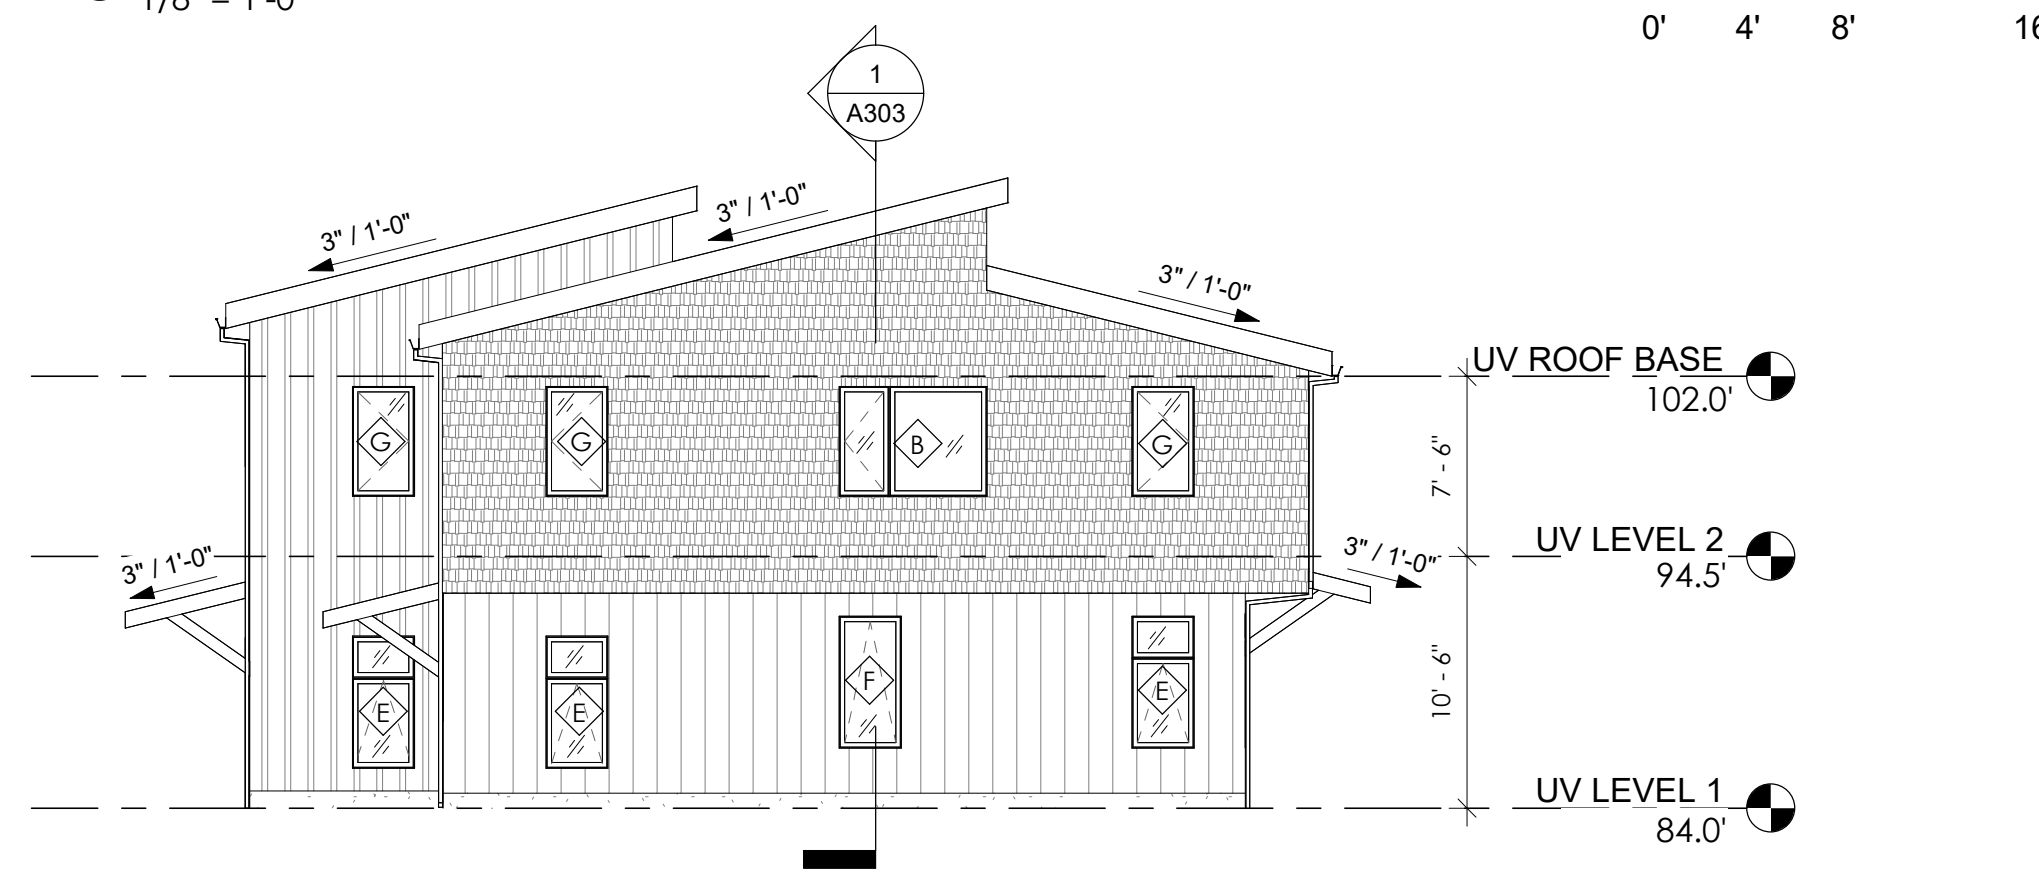 1/8" = 1'-0"
0' 4' 8' 16
1
A303
3" / 1'-0"
3" / 1'-0"
3" / 1'-0"
UV ROOF BASE
102.0'
G
G
B
G
7' - 6"
UV LEVEL 2
94.5'
3" / 1'-0"
3" / 1'-0"
10' - 6"
E
E
F
E
UV LEVEL 1
84.0'